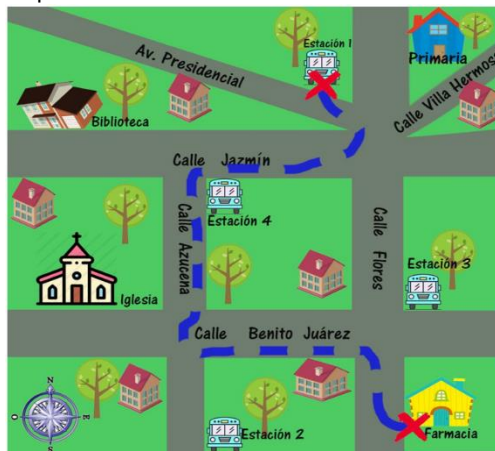 Av. Presidencial
Estación 1
Primaria
Calle Villa Hermosa
Biblioteca
Calle Jazmín
Estación 4
Calle Azucena
Calle Flores
Estación 3
Iglesia
Calle Benito Juárez
N
O
E
S
Estación 2
Farmacia